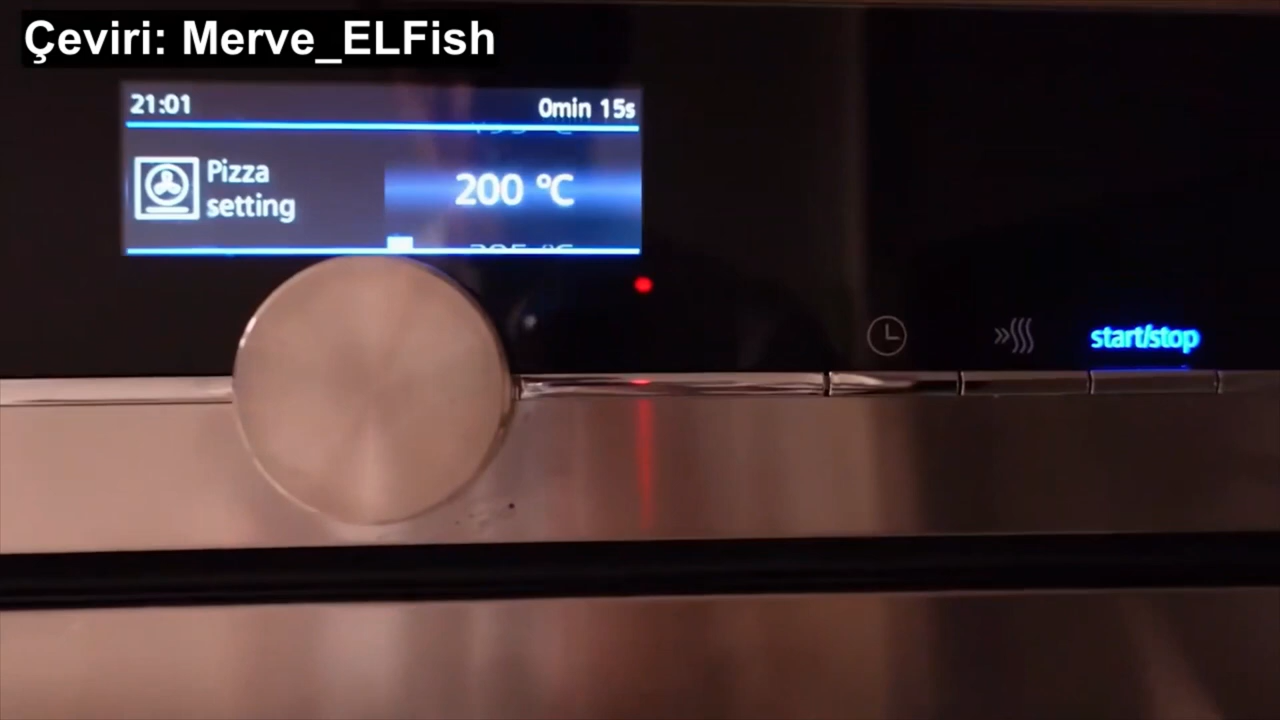 Çeviri: Merve_ELFish
21:01 0min 15s
Pizza
setting
200 °C
start/stop